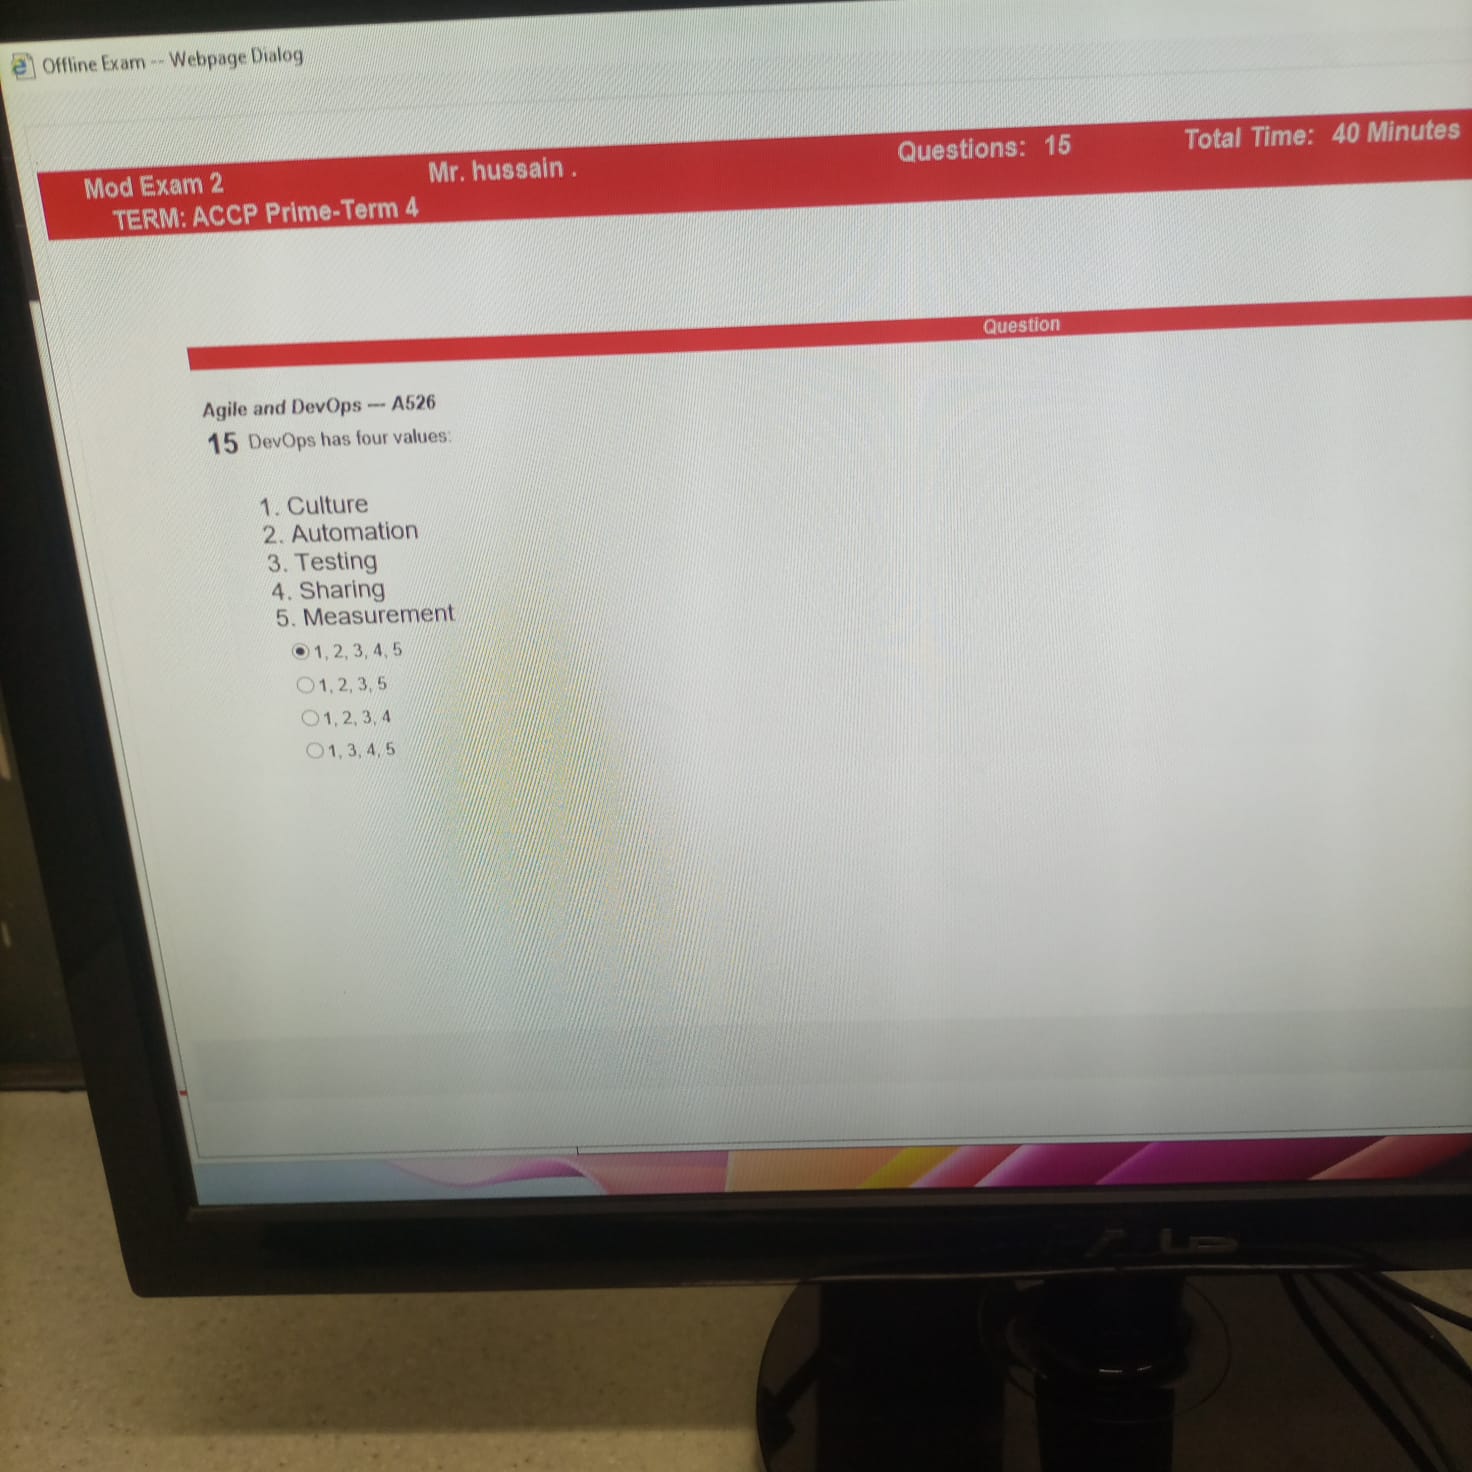 Offline Exam -- Webpage Dialog
Mod Exam 2 Mr. hussain . Questions: 15 Total Time: 40 Minutes
TERM: ACCP Prime-Term 4
Question
Agile and DevOps — A526
15 DevOps has four values:
1. Culture
2. Automation
3. Testing
4. Sharing
5. Measurement
1, 2, 3, 4, 5
1, 2, 3, 5
1, 2, 3, 4
1, 3, 4, 5